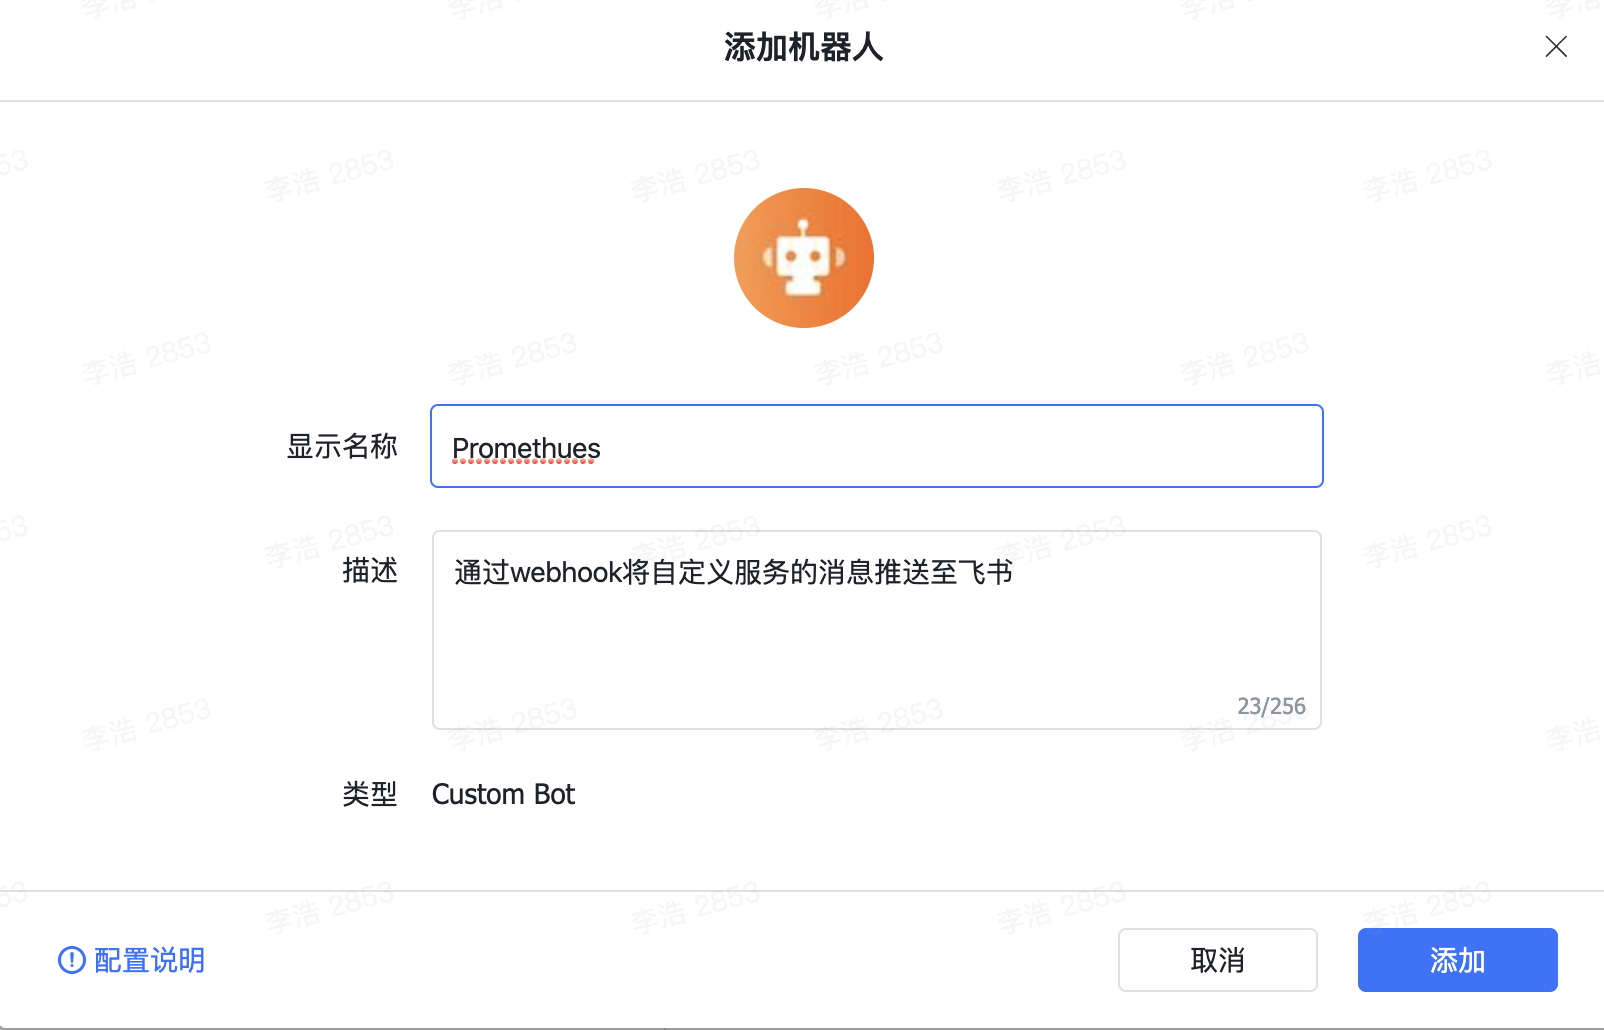 添加机器人
李浩 2853
显示名称
Promethues
描述
通过webhook将自定义服务的消息推送至飞书
23/256
类型
Custom Bot
配置说明
取消
添加